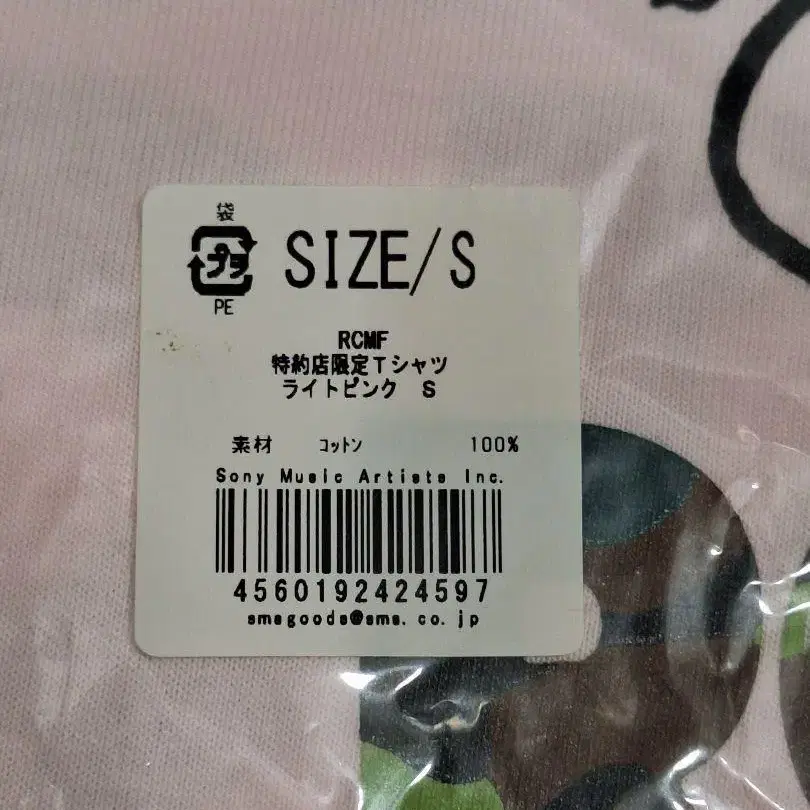 袋
プラ
PE
SIZE/S
RCMF
特約店限定Tシャツ
ライトピンク S
素材 コットン 100%
Sony Music Artists Inc.
4560192424597
smagoods@sma.co.jp